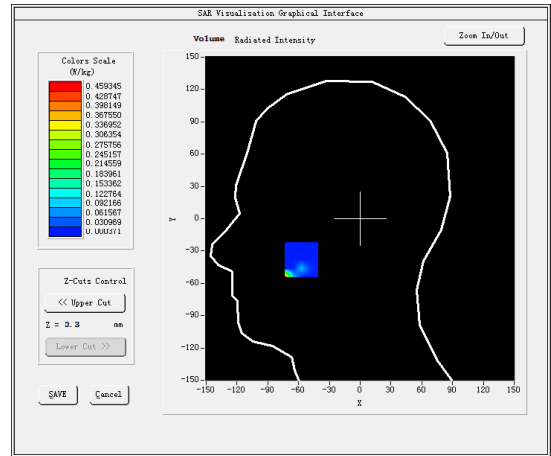 SAR Visualisation Graphical Interface
Volume Radiated Intensity
Zoom In/Out
Colors Scale
(W/kg)
0.459345
0.428747
0.398149
0.367550
0.336952
0.306354
0.275756
0.245157
0.214559
0.183961
0.153362
0.122764
0.092166
0.061567
0.030969
0.000371
Z-Cuts Control
<< Upper Cut
Z = 0.3 mm
Lower Cut >>
SAVE Cancel
150
120
90
60
30
0
-30
-60
-90
-120
-150
Y
-150 -120 -90 -60 -30 0 30 60 90 120 150
X